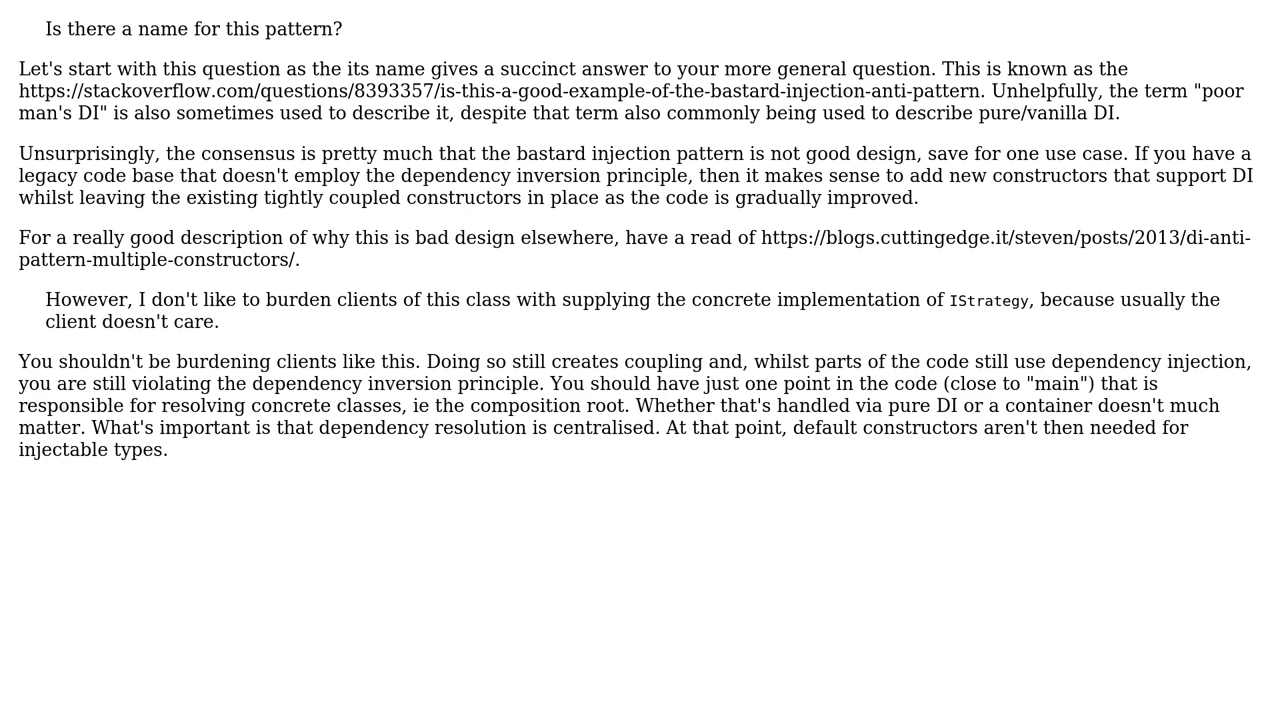 Is there a name for this pattern?
Let's start with this question as the its name gives a succinct answer to your more general question. This is known as the
https://stackoverflow.com/questions/8393357/is-this-a-good-example-of-the-bastard-injection-anti-pattern. Unhelpfully, the term "poor
man's DI" is also sometimes used to describe it, despite that term also commonly being used to describe pure/vanilla DI.
Unsurprisingly, the consensus is pretty much that the bastard injection pattern is not good design, save for one use case. If you have a
legacy code base that doesn't employ the dependency inversion principle, then it makes sense to add new constructors that support DI
whilst leaving the existing tightly coupled constructors in place as the code is gradually improved.
For a really good description of why this is bad design elsewhere, have a read of https://blogs.cuttingedge.it/steven/posts/2013/di-anti-
pattern-multiple-constructors/.
However, I don't like to burden clients of this class with supplying the concrete implementation of IStrategy, because usually the
client doesn't care.
You shouldn't be burdening clients like this. Doing so still creates coupling and, whilst parts of the code still use dependency injection,
you are still violating the dependency inversion principle. You should have just one point in the code (close to "main") that is
responsible for resolving concrete classes, ie the composition root. Whether that's handled via pure DI or a container doesn't much
matter. What's important is that dependency resolution is centralised. At that point, default constructors aren't then needed for
injectable types.